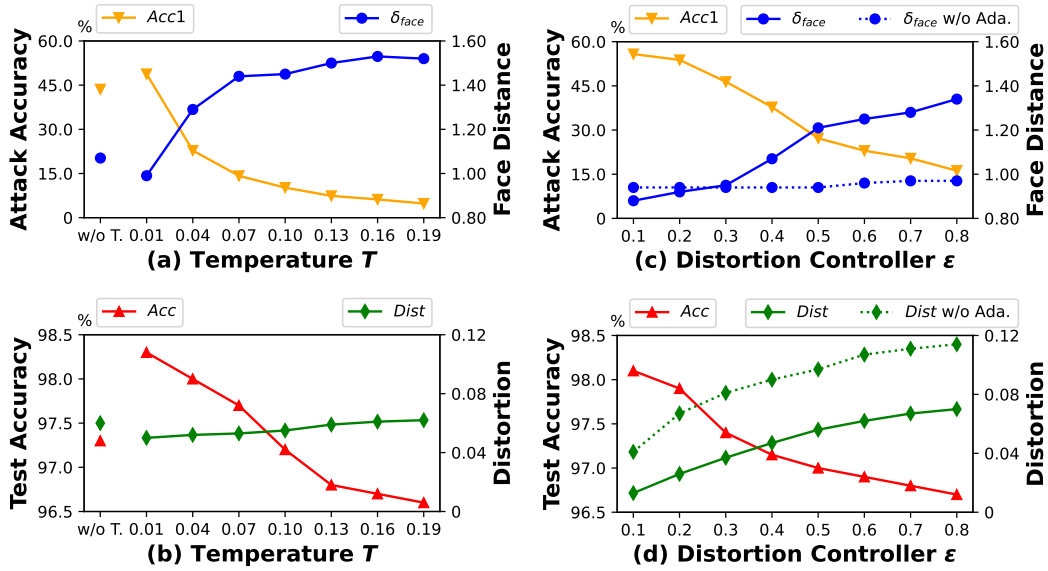 % Acc1 δface
60.0
45.0
30.0
15.0
0
Attack Accuracy
1.60
1.40
1.20
1.00
0.80
Face Distance
w/o T. 0.01 0.04 0.07 0.10 0.13 0.16 0.19
(a) Temperature T
% Acc1 δface δface w/o Ada.
60.0
45.0
30.0
15.0
0
Attack Accuracy
1.60
1.40
1.20
1.00
0.80
Face Distance
0.1 0.2 0.3 0.4 0.5 0.6 0.7 0.8
(c) Distortion Controller ε
% Acc Dist
98.5
98.0
97.5
97.0
96.5
Test Accuracy
0.12
0.08
0.04
0
Distortion
w/o T. 0.01 0.04 0.07 0.10 0.13 0.16 0.19
(b) Temperature T
% Acc Dist Dist w/o Ada.
98.5
98.0
97.5
97.0
96.5
Test Accuracy
0.12
0.08
0.04
0
Distortion
0.1 0.2 0.3 0.4 0.5 0.6 0.7 0.8
(d) Distortion Controller ε